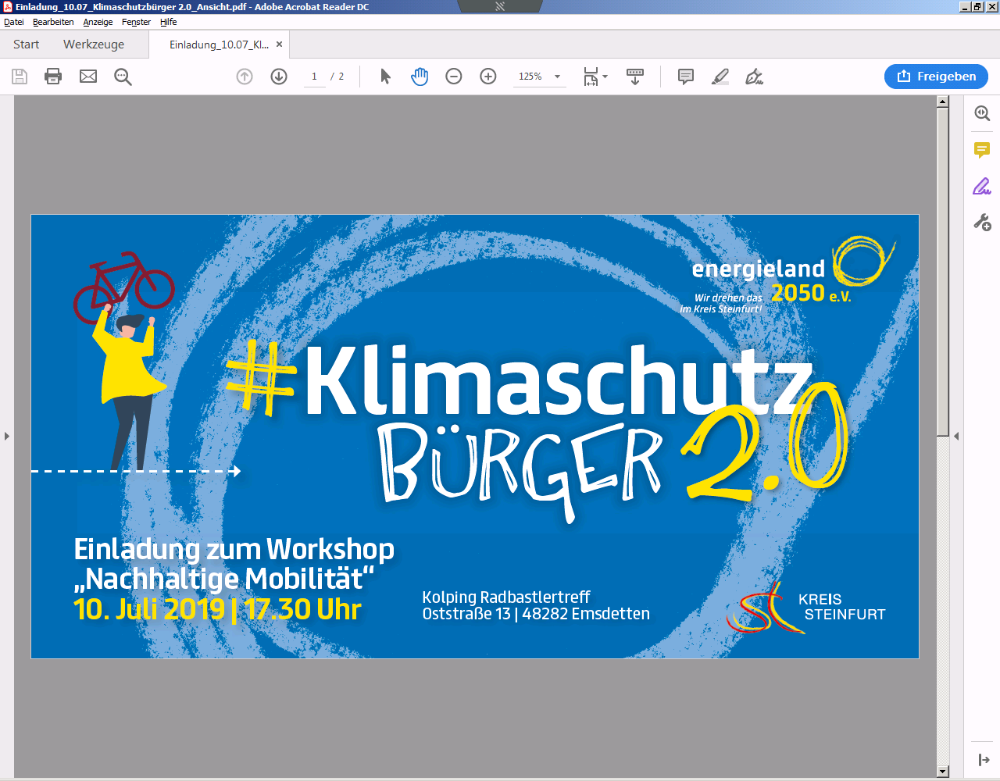 Einladung_10.07_Klimaschutzbürger 2.0_Ansicht.pdf - Adobe Acrobat Reader DC
Datei Bearbeiten Anzeige Fenster Hilfe
Start Werkzeuge Einladung_10.07_Kl...
1 / 2 125% Freigeben
energieland
2050 e.V.
Wir drehen das
im Kreis Steinfurt!
#Klimaschutz
BÜRGER 2.0
Einladung zum Workshop
„Nachhaltige Mobilität“
10. Juli 2019 | 17.30 Uhr
Kolping Radbastlertreff
Oststraße 13 | 48282 Emsdetten
st
KREIS
STEINFURT